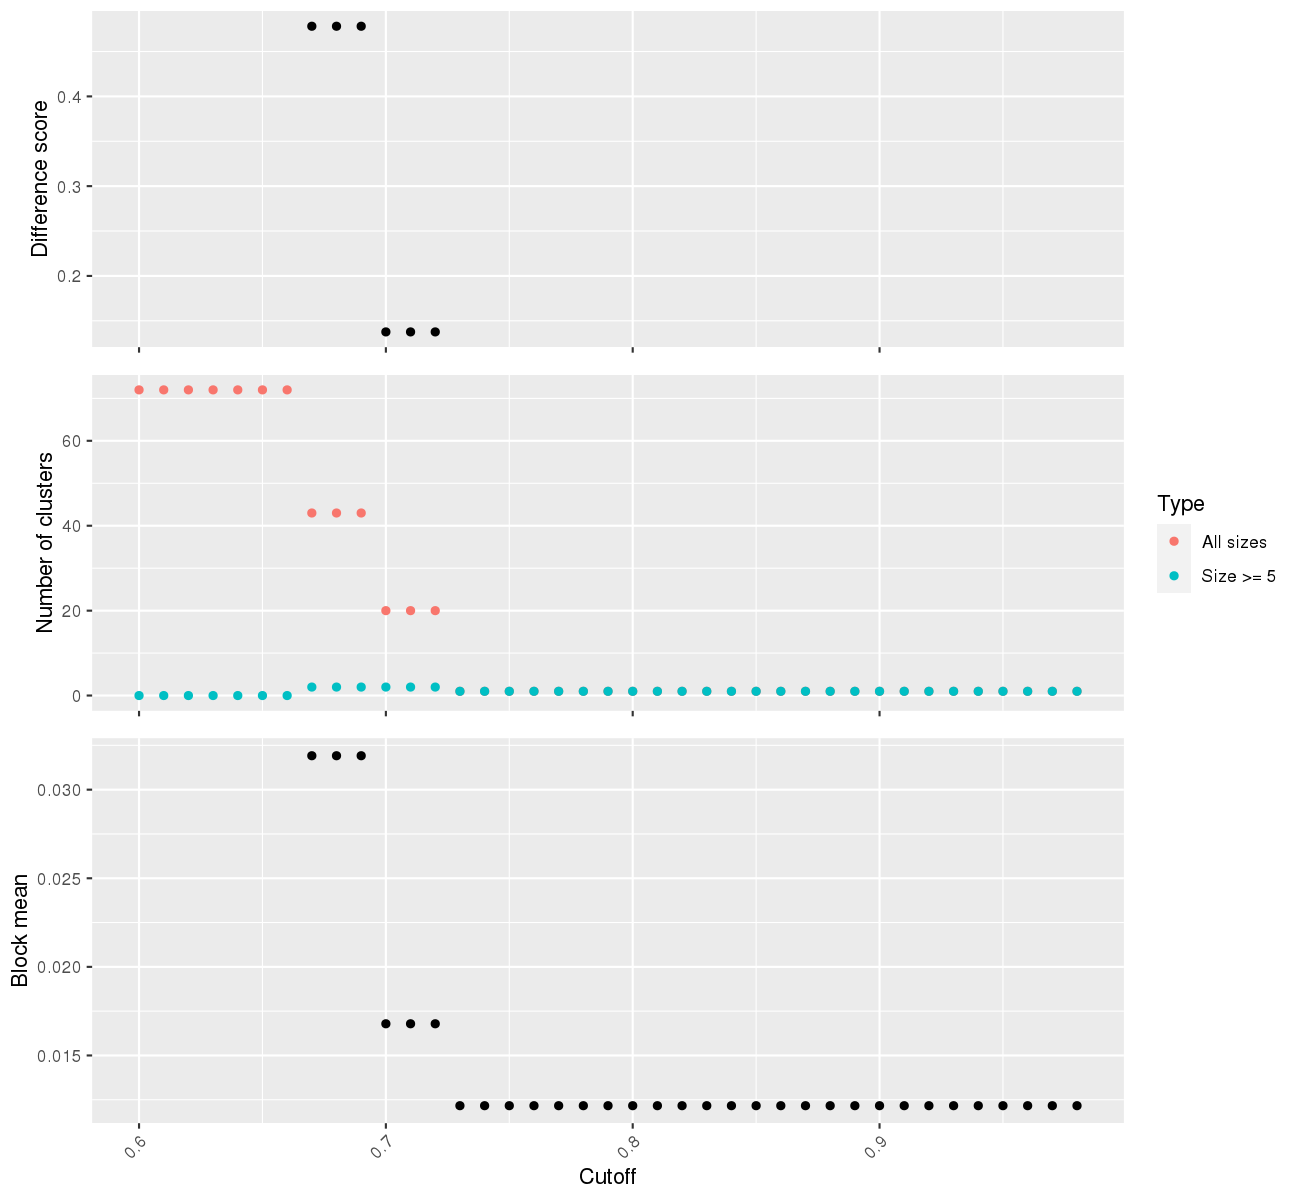 Difference score
0.4
0.3
0.2
Number of clusters
60
40
20
0
Type
All sizes
Size >= 5
Block mean
0.030
0.025
0.020
0.015
0.6
0.7
0.8
0.9
Cutoff